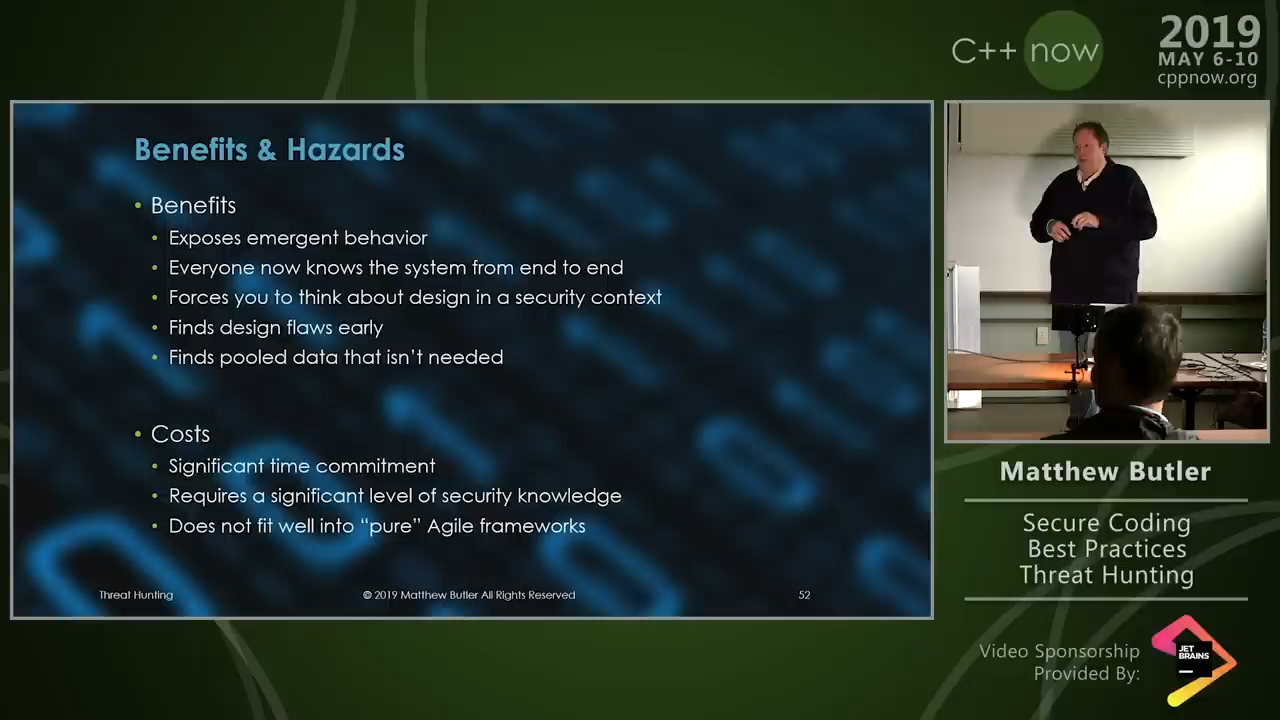 C++ now
2019
MAY 6-10
cppnow.org
Benefits & Hazards
• Benefits
• Exposes emergent behavior
• Everyone now knows the system from end to end
• Forces you to think about design in a security context
• Finds design flaws early
• Finds pooled data that isn't needed
• Costs
• Significant time commitment
• Requires a significant level of security knowledge
• Does not fit well into “pure” Agile frameworks
Threat Hunting
© 2019 Matthew Butler All Rights Reserved
52
Matthew Butler
Secure Coding
Best Practices
Threat Hunting
Video Sponsorship
Provided By:
JET
BRAINS